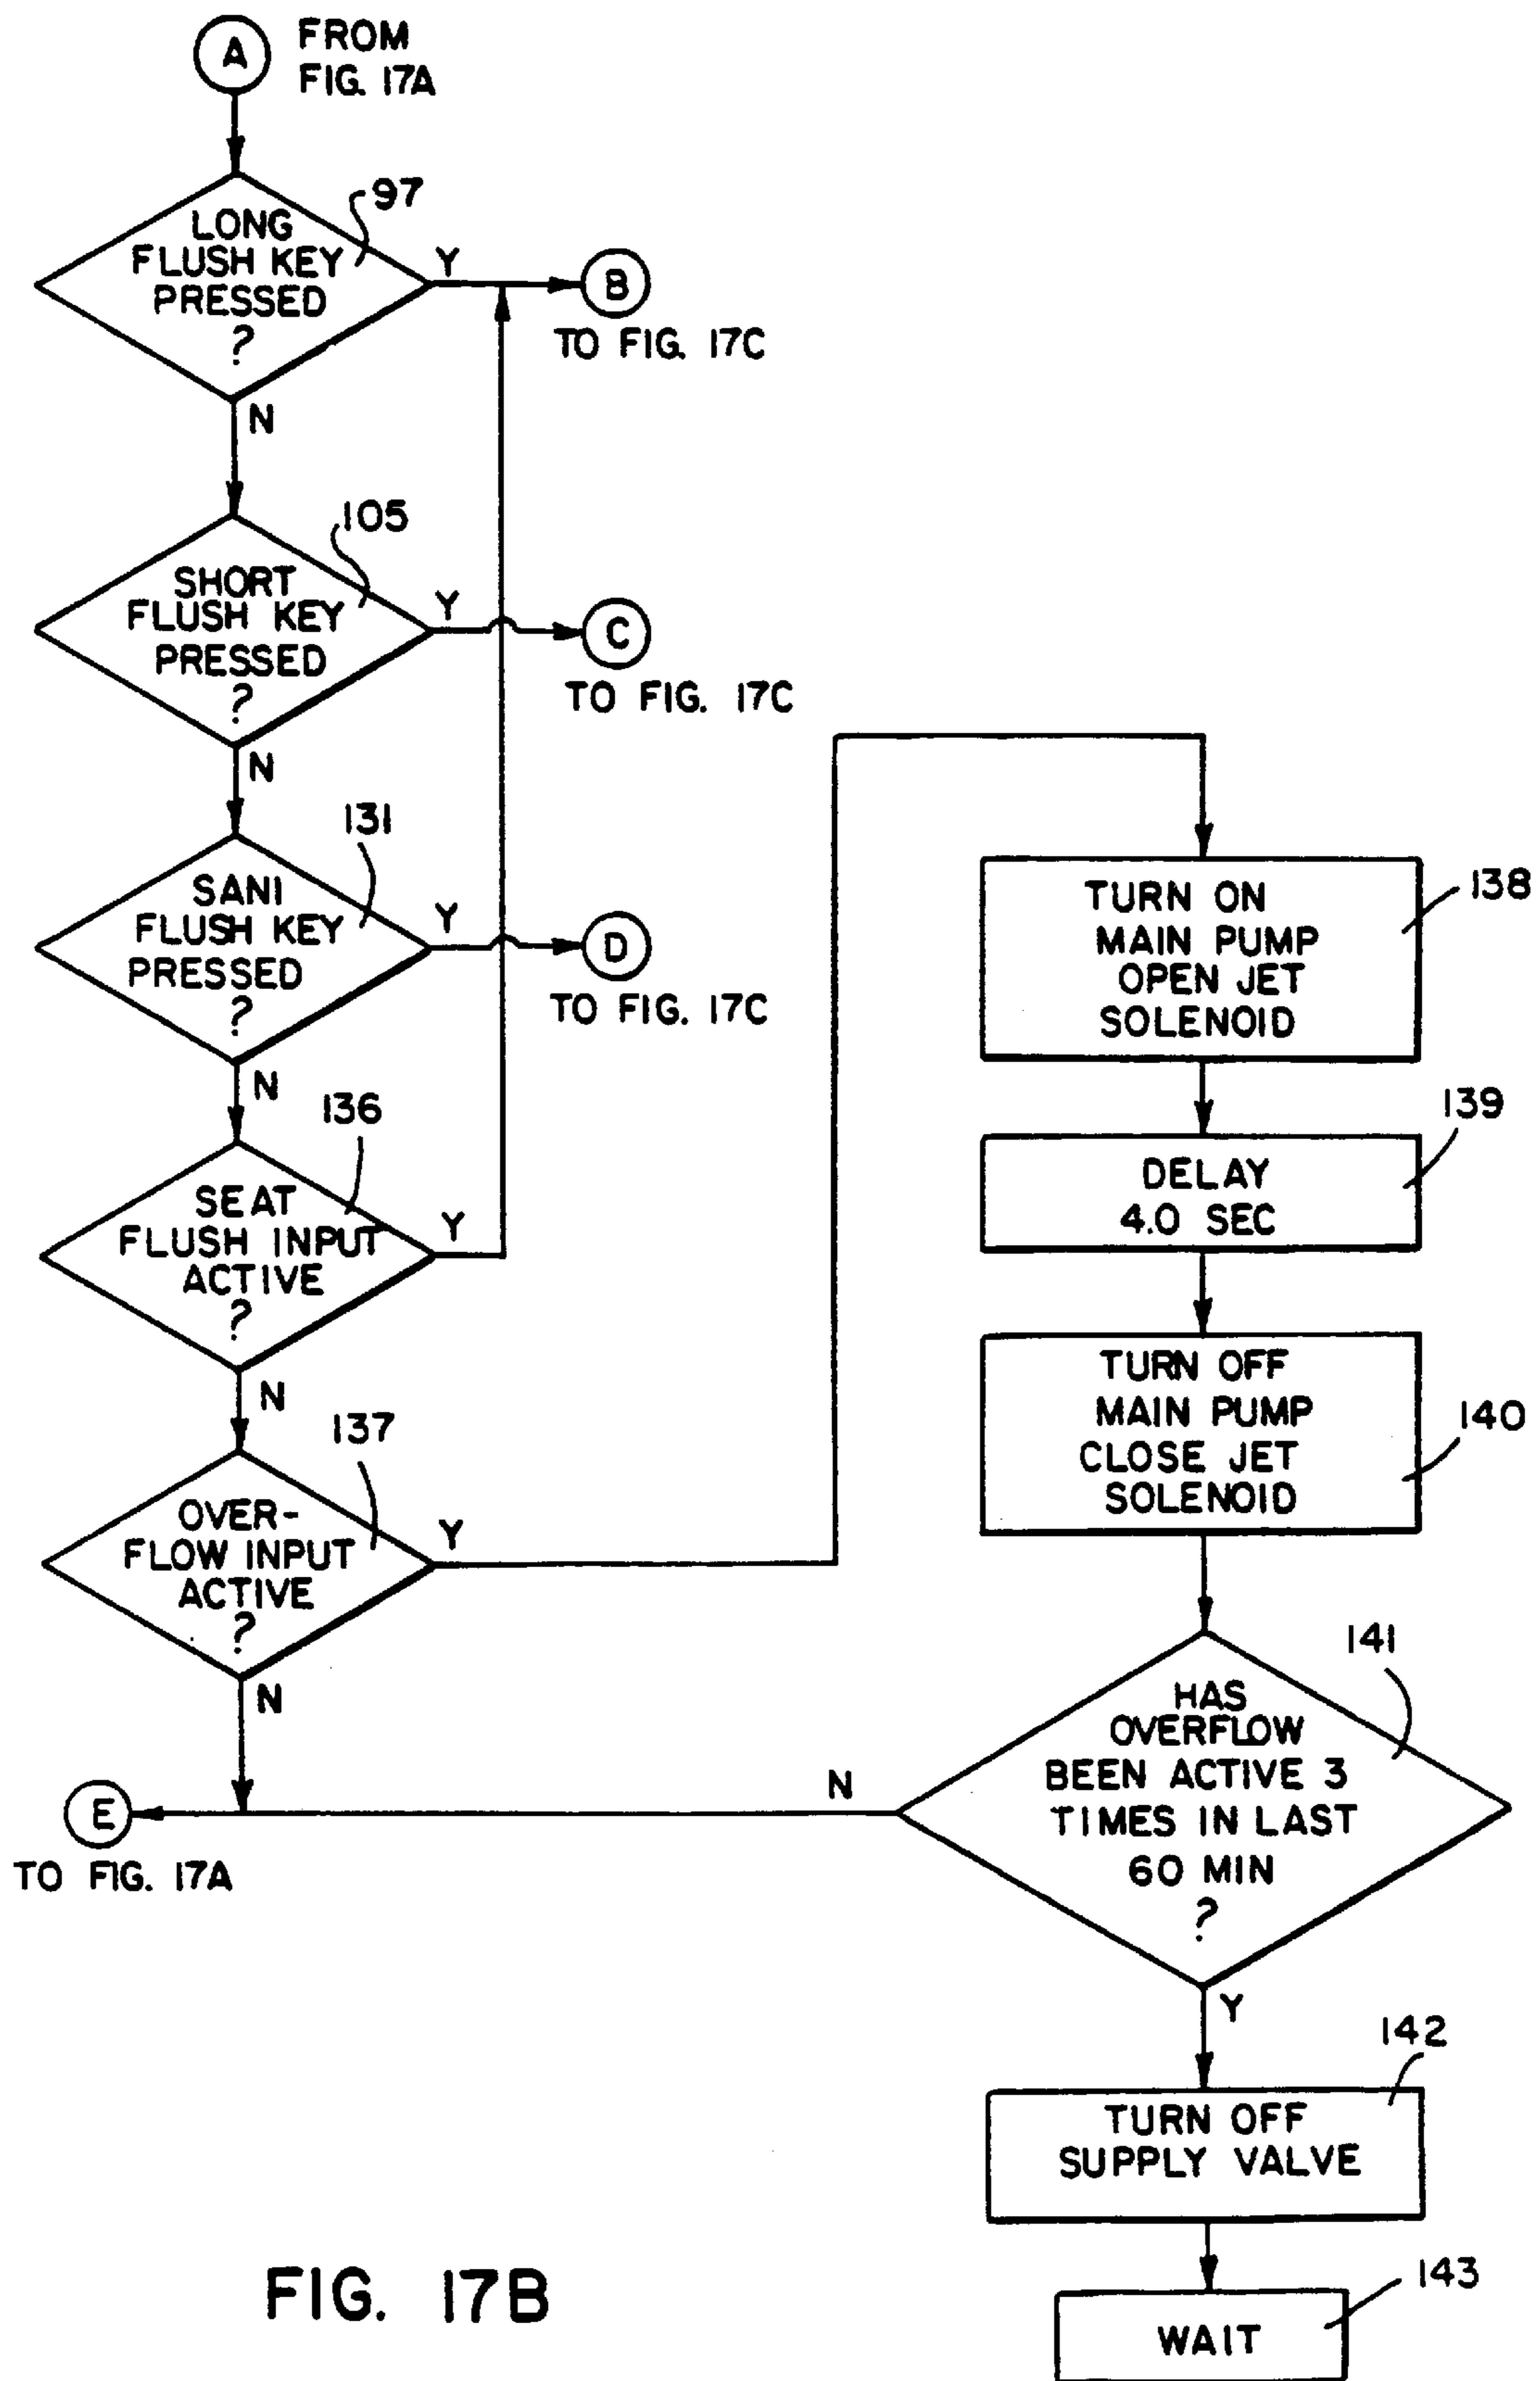 A
FROM
FIG. 17A
97
LONG
FLUSH KEY
PRESSED
?
Y
B
TO FIG. 17C
N
105
SHORT
FLUSH KEY
PRESSED
?
Y
C
TO FIG. 17C
N
131
SANI
FLUSH KEY
PRESSED
?
Y
D
TO FIG. 17C
N
136
SEAT
FLUSH INPUT
ACTIVE
?
Y
N
137
OVER-
FLOW INPUT
ACTIVE
?
Y
N
E
TO FIG. 17A
138
TURN ON
MAIN PUMP
OPEN JET
SOLENOID
139
DELAY
4.0 SEC
140
TURN OFF
MAIN PUMP
CLOSE JET
SOLENOID
141
HAS
OVERFLOW
BEEN ACTIVE 3
TIMES IN LAST
60 MIN
?
N
Y
142
TURN OFF
SUPPLY VALVE
143
WAIT
FIG. 17B